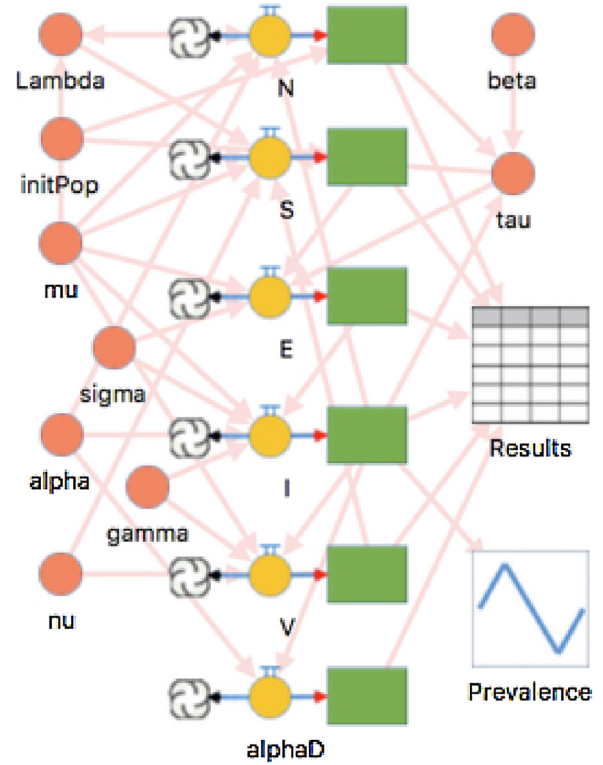 Lambda
N
beta
initPop
S
tau
mu
E
sigma
Results
alpha
I
gamma
nu
V
Prevalence
alphaD